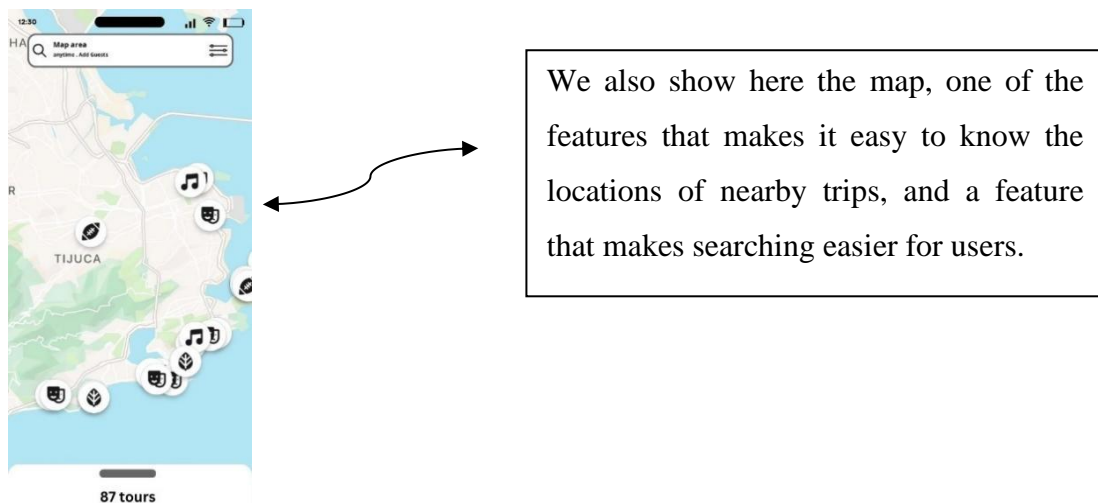 12:30
HA
Map area
anytime . Add Guests
R
TIJUCA
87 tours
We also show here the map, one of the
features that makes it easy to know the
locations of nearby trips, and a feature
that makes searching easier for users.